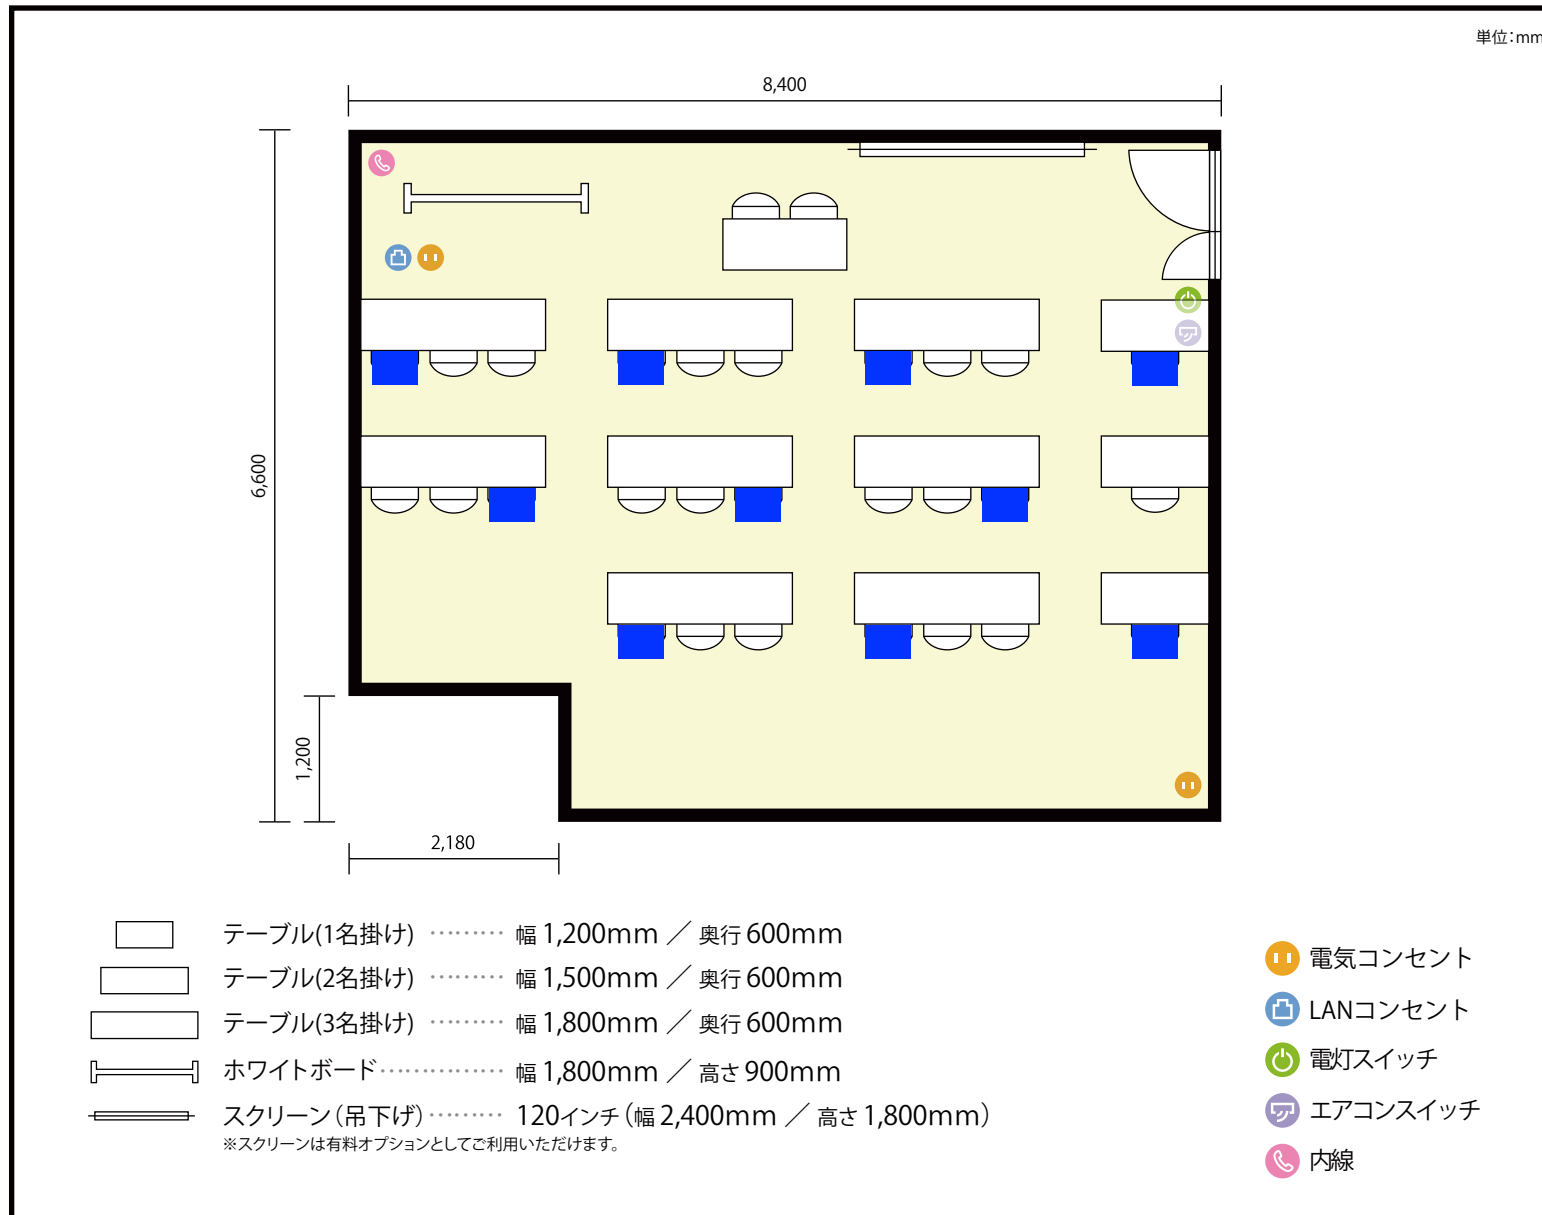 単位：mm
8,400
6,600
1,200
2,180
テーブル(1名掛け) ……… 幅 1,200mm ／ 奥行 600mm
テーブル(2名掛け) ……… 幅 1,500mm ／ 奥行 600mm
テーブル(3名掛け) ……… 幅 1,800mm ／ 奥行 600mm
ホワイトボード…………… 幅 1,800mm ／ 高さ 900mm
スクリーン（吊下げ）……… 120インチ（幅 2,400mm ／ 高さ 1,800mm）
※スクリーンは有料オプションとしてご利用いただけます。
電気コンセント
LANコンセント
電灯スイッチ
エアコンスイッチ
内線